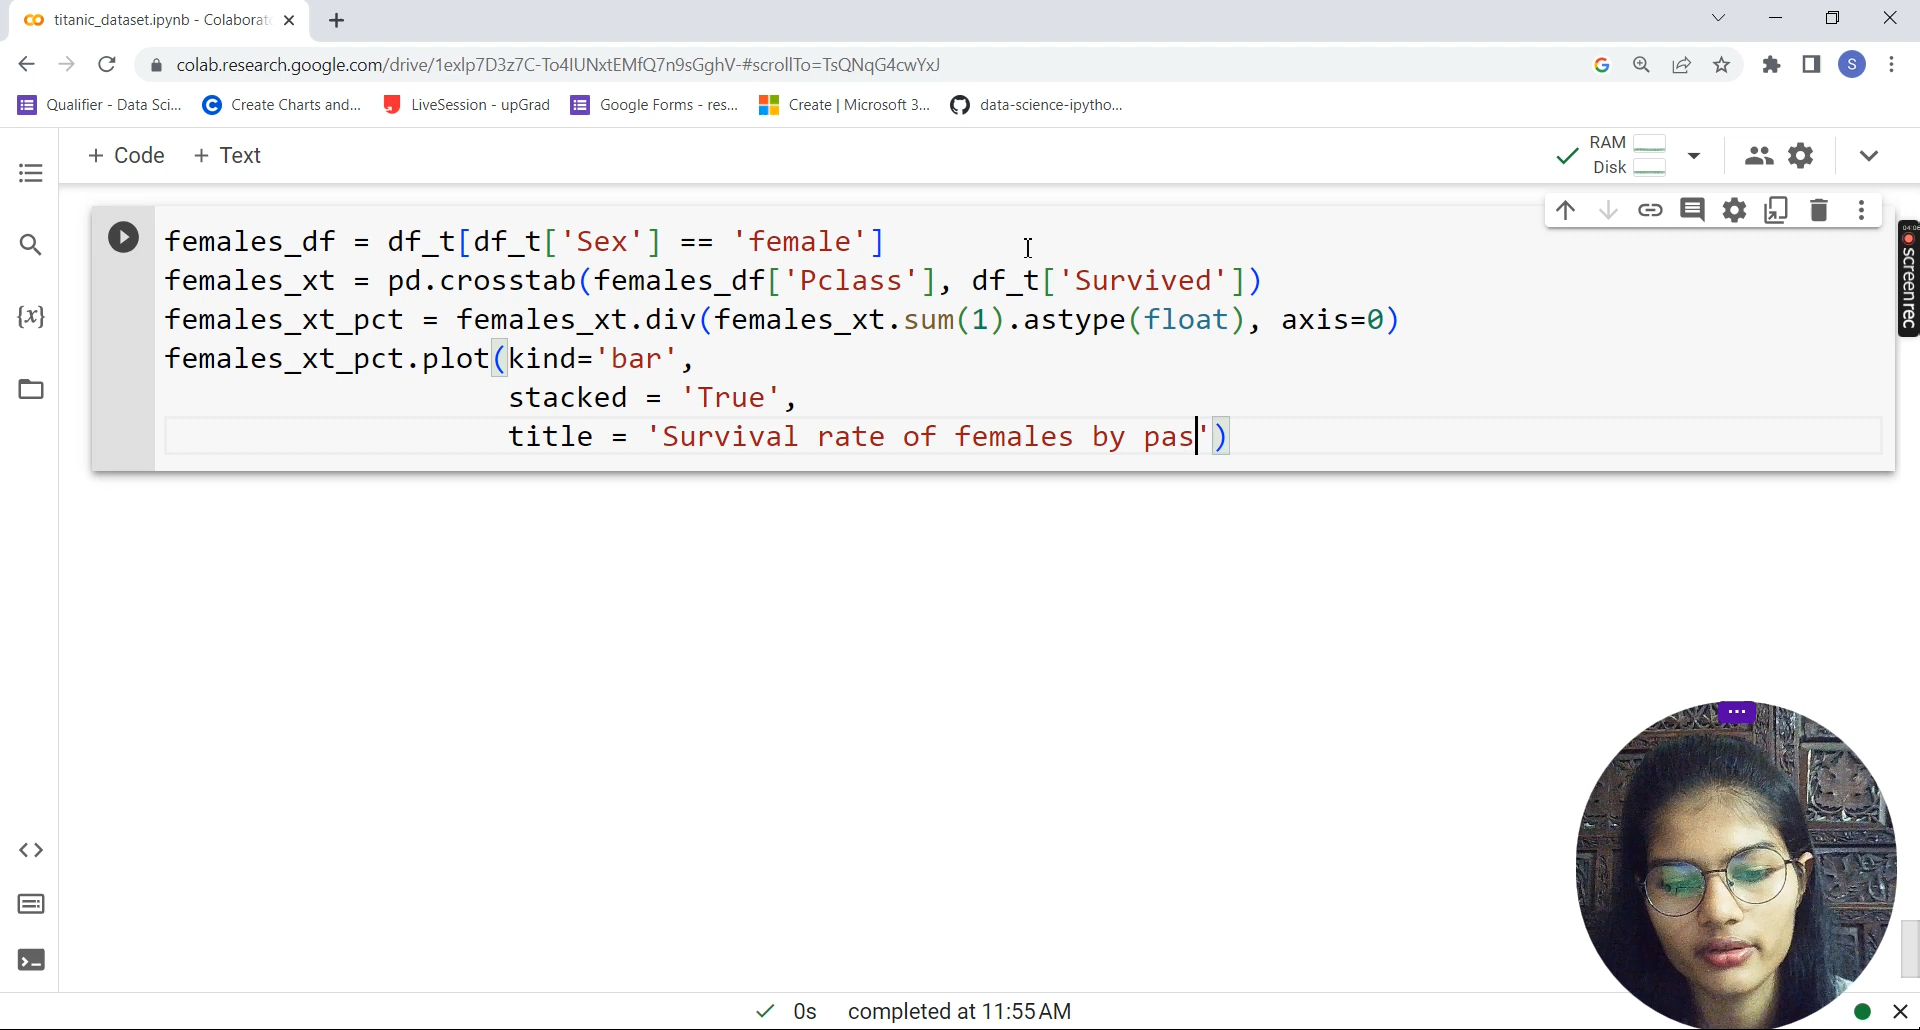 titanic_dataset.ipynb - Colaborat
colab.research.google.com/drive/1exlp7D3z7C-To4IUNxtEMfQ7n9sGghV-#scrollTo=TsQNqG4cwYxJ
S
Qualifier - Data Sci...
Create Charts and...
LiveSession - upGrad
Google Forms - res...
Create | Microsoft 3...
data-science-ipytho...
+ Code
+ Text
RAM
Disk
females_df = df_t[df_t['Sex'] == 'female']
females_xt = pd.crosstab(females_df['Pclass'], df_t['Survived'])
females_xt_pct = females_xt.div(females_xt.sum(1).astype(float), axis=0)
females_xt_pct.plot(kind='bar',
stacked = 'True',
title = 'Survival rate of females by pas')
04:06
screenrec
{x}
0s completed at 11:55 AM